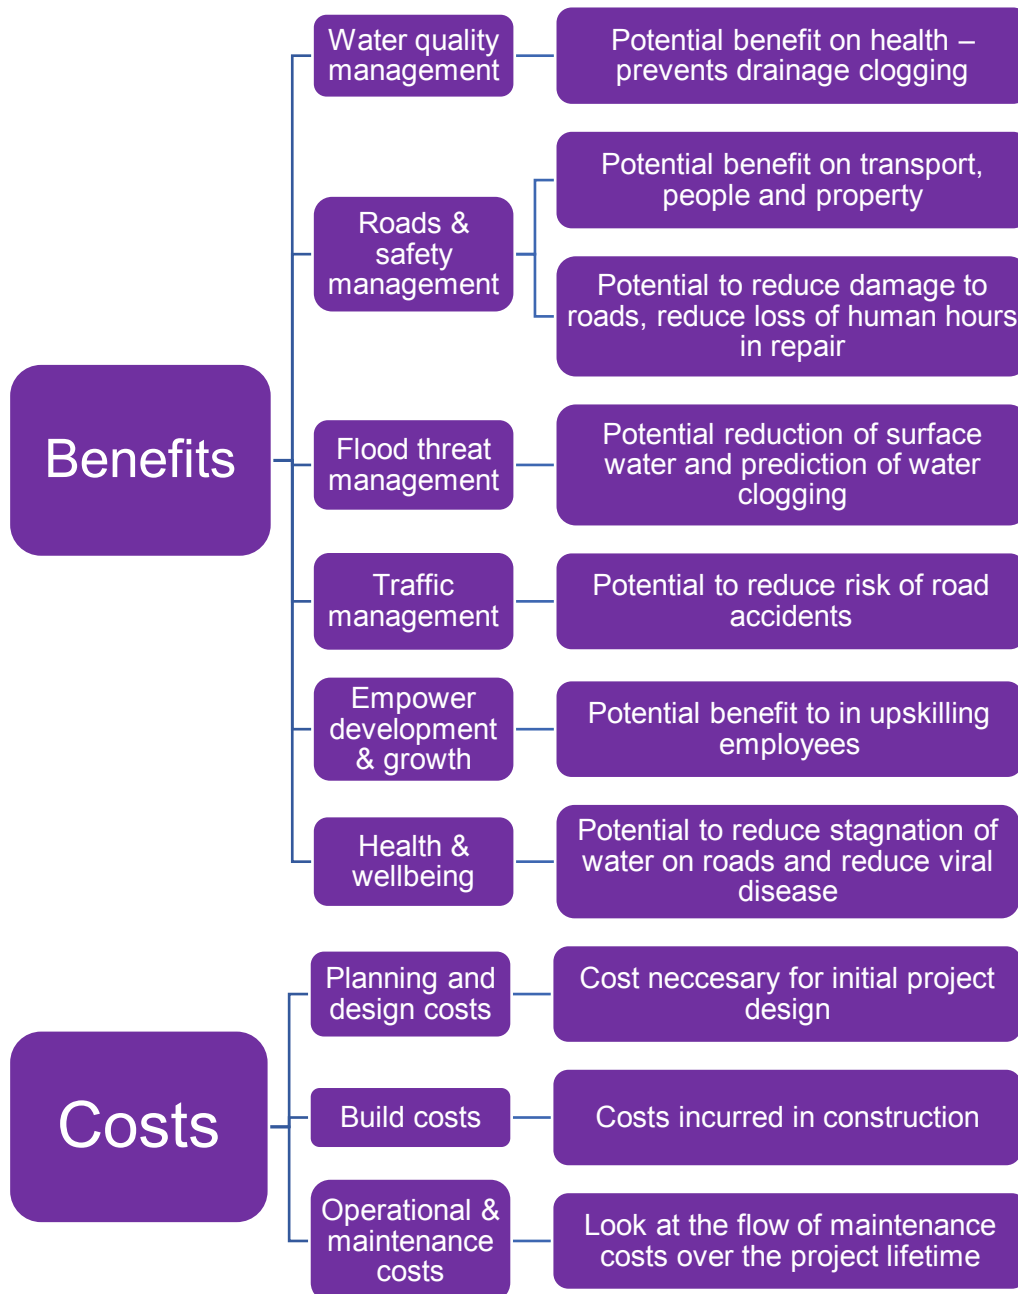 Benefits
Water quality
management
Potential benefit on health –
prevents drainage clogging
Roads &
safety
management
Potential benefit on transport,
people and property
Potential to reduce damage to
roads, reduce loss of human hours
in repair
Flood threat
management
Potential reduction of surface
water and prediction of water
clogging
Traffic
management
Potential to reduce risk of road
accidents
Empower
development
& growth
Potential benefit to in upskilling
employees
Health &
wellbeing
Potential to reduce stagnation of
water on roads and reduce viral
disease
Costs
Planning and
design costs
Cost neccesary for initial project
design
Build costs
Costs incurred in construction
Operational &
maintenance
costs
Look at the flow of maintenance
costs over the project lifetime